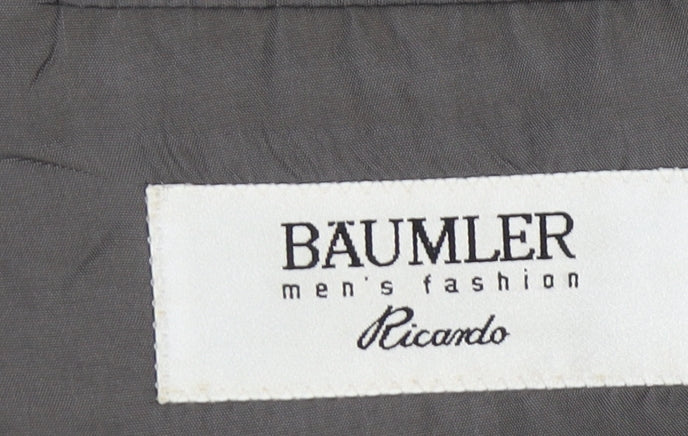 BÄUMLER
men's fashion
Ricardo